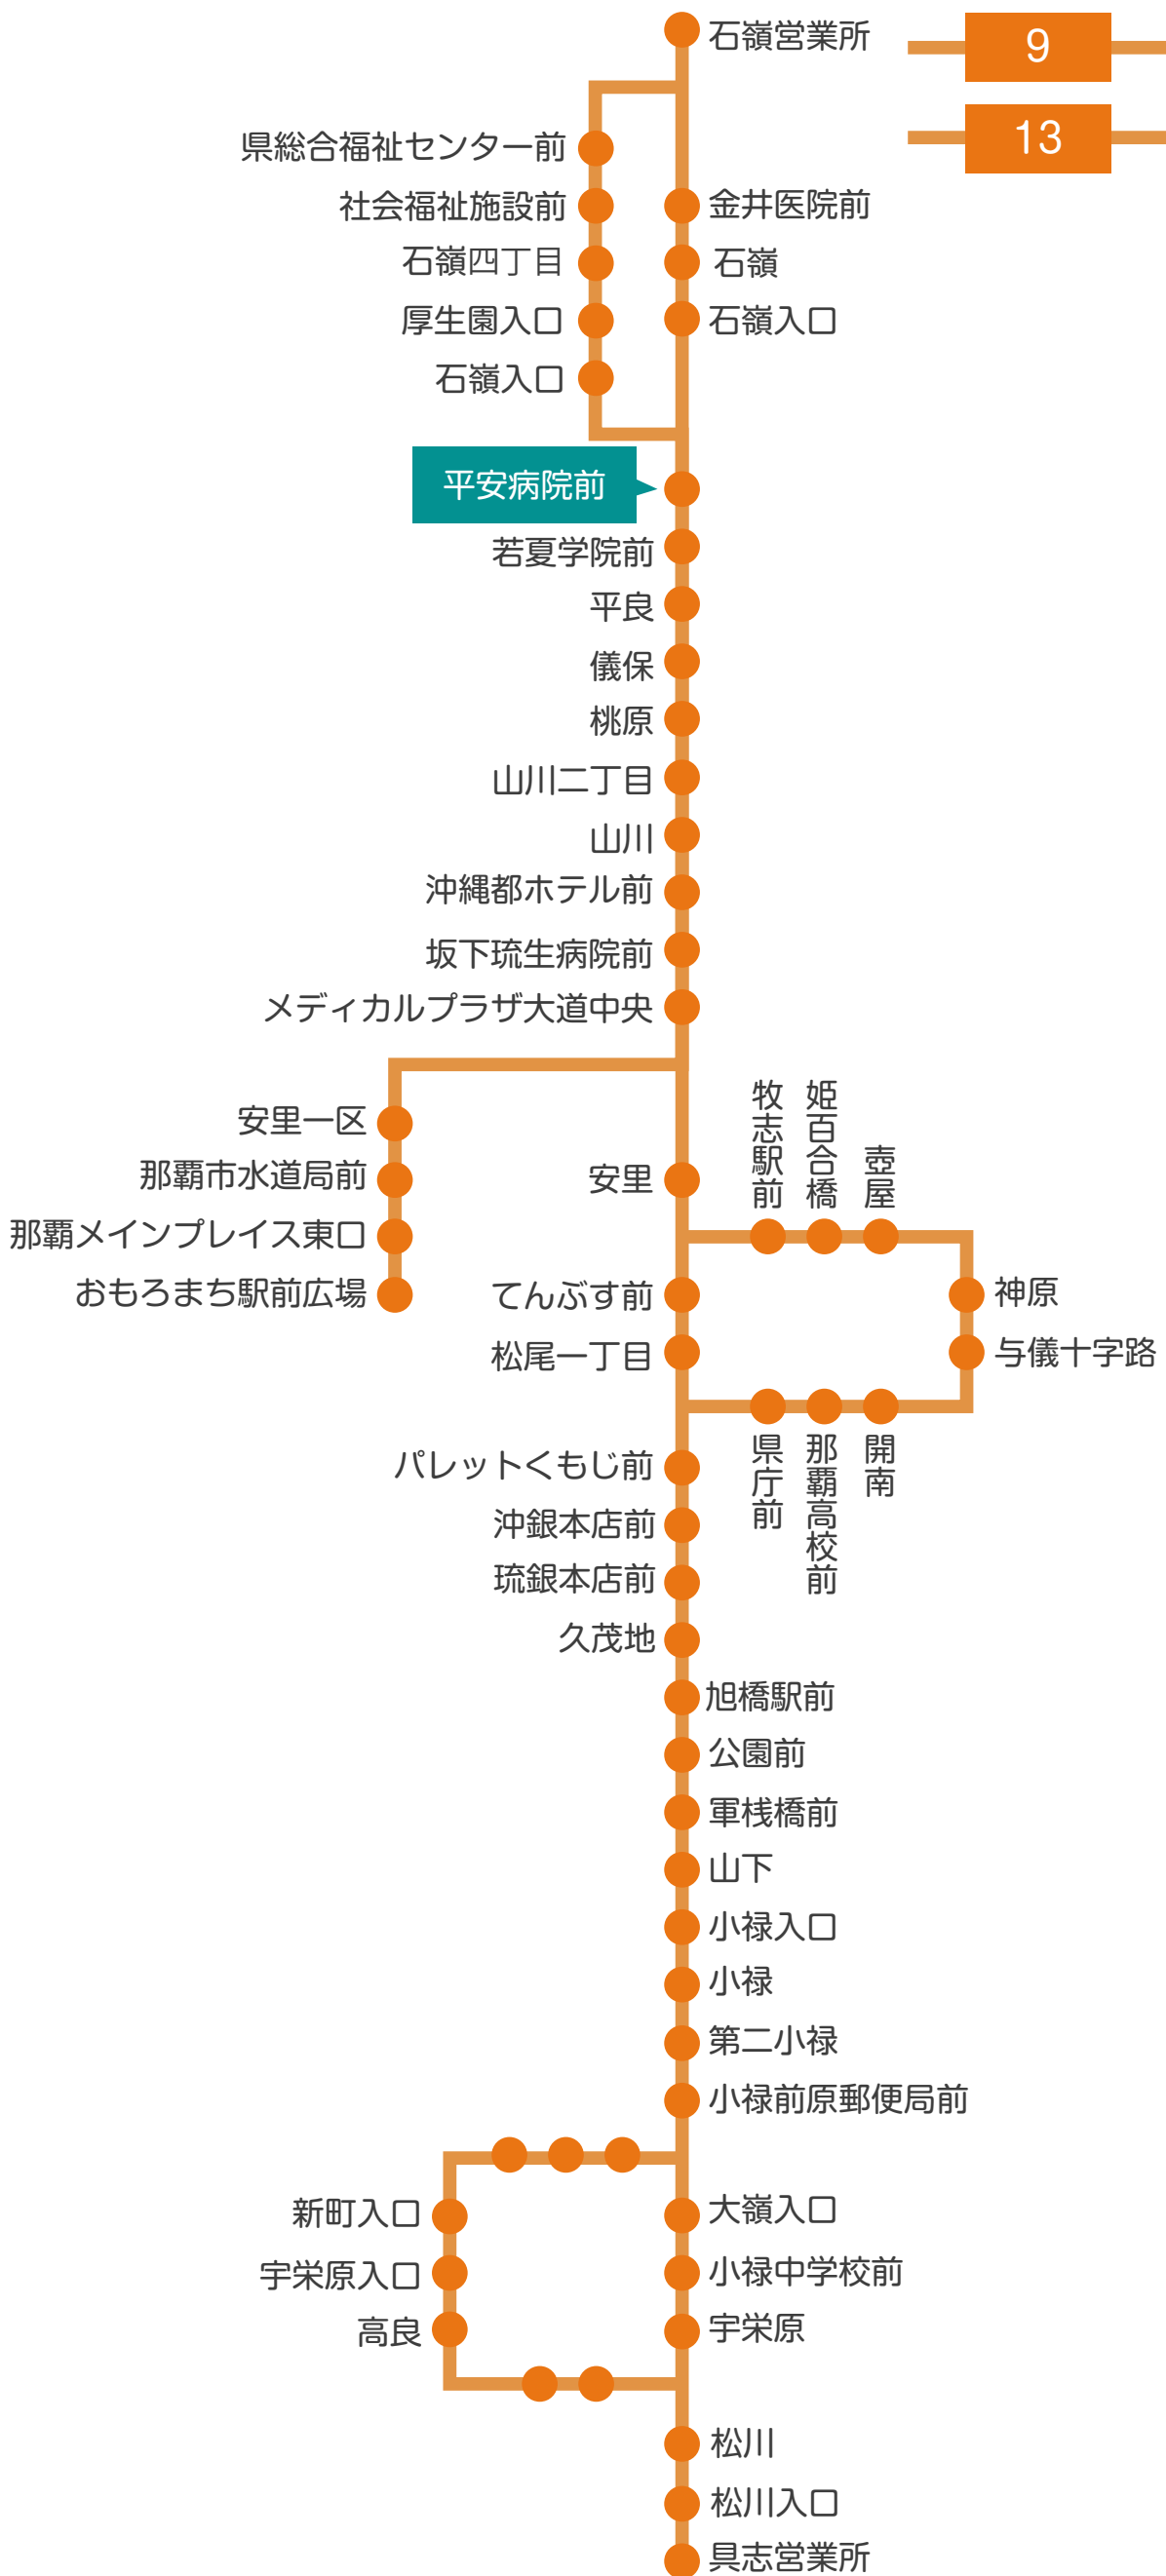 石嶺営業所
9
13
県総合福祉センター前
社会福祉施設前
石嶺四丁目
厚生園入口
石嶺入口
金井医院前
石嶺
石嶺入口
平安病院前
若夏学院前
平良
儀保
桃原
山川二丁目
山川
沖縄都ホテル前
坂下琉生病院前
メディカルプラザ大道中央
安里一区
那覇市水道局前
那覇メインプレイス東口
おもろまち駅前広場
安里
牧志駅前
姫百合橋
壺屋
神原
与儀十字路
てんぶす前
松尾一丁目
県庁前
那覇高校前
開南
パレットくもじ前
沖銀本店前
琉銀本店前
久茂地
旭橋駅前
公園前
軍桟橋前
山下
小禄入口
小禄
第二小禄
小禄前原郵便局前
新町入口
宇栄原入口
高良
大嶺入口
小禄中学校前
宇栄原
松川
松川入口
具志営業所